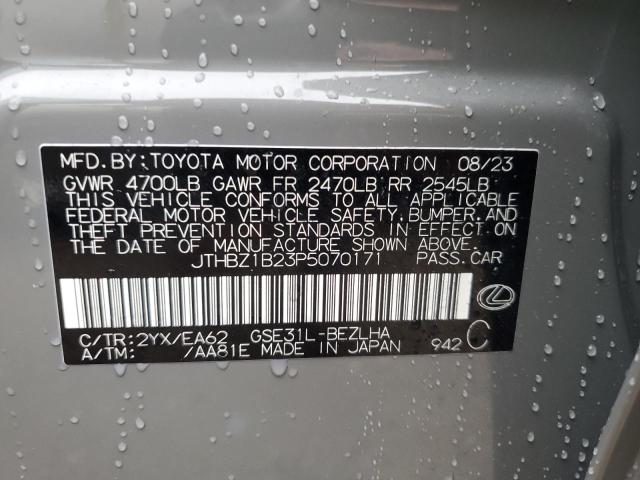 MFD.BY:TOYOTA MOTOR CORPORATION 08/23
GVWR 4700LB GAWR FR 2470LB RR 2545LB
THIS VEHICLE CONFORMS TO ALL APPLICABLE
FEDERAL MOTOR VEHICLE SAFETY,BUMPER,AND
THEFT PREVENTION STANDARDS IN EFFECT ON
THE DATE OF MANUFACTURE SHOWN ABOVE.
JTHBZ1B23P5070171 PASS.CAR
C/TR:2YX/EA62 GSE31L-BEZLHA
A/TM: /AA81E MADE IN JAPAN 942 C